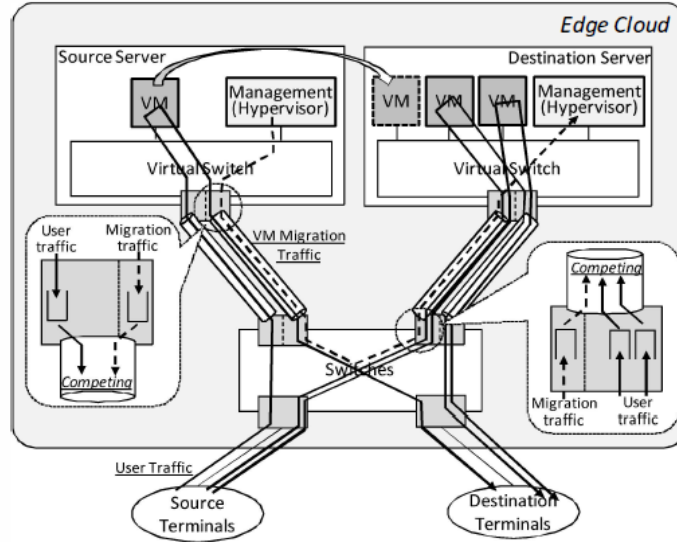 Edge Cloud
Source Server
Destination Server
VM
Management
(Hypervisor)
VM
VM
VM
Management
(Hypervisor)
Virtual Switch
Virtual Switch
User
traffic
Migration
traffic
VM Migration
Traffic
Competing
Competing
Switches
Migration
traffic
User
traffic
User Traffic
Source
Terminals
Destination
Terminals